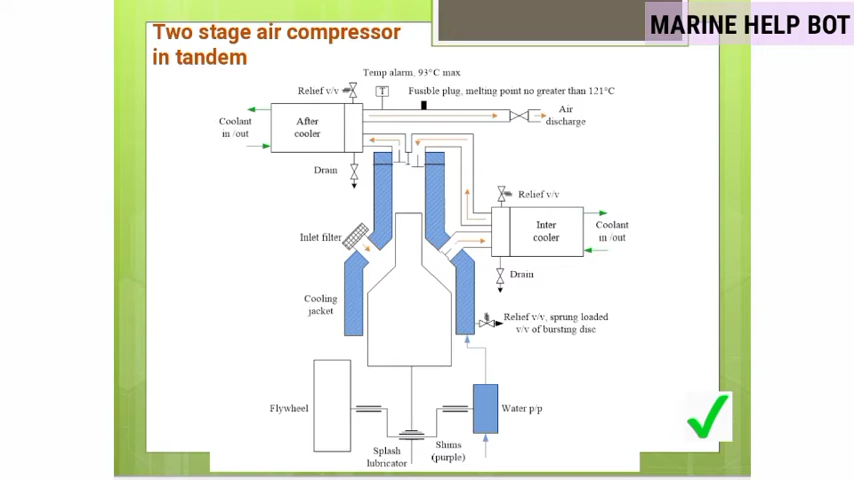 Two stage air compressor
in tandem
MARINE HELP BOT
Temp alarm, 93°C max
Relief v/v
T
Fusible plug, melting point no greater than 121°C
Air
discharge
Coolant
in /out
After
cooler
Drain
Relief v/v
Inter
cooler
Coolant
in /out
Inlet filter
Drain
Cooling
jacket
Relief v/v, sprung loaded
v/v of bursting disc
Flywheel
Water p/p
Splash
lubricator
Shims
(purple)